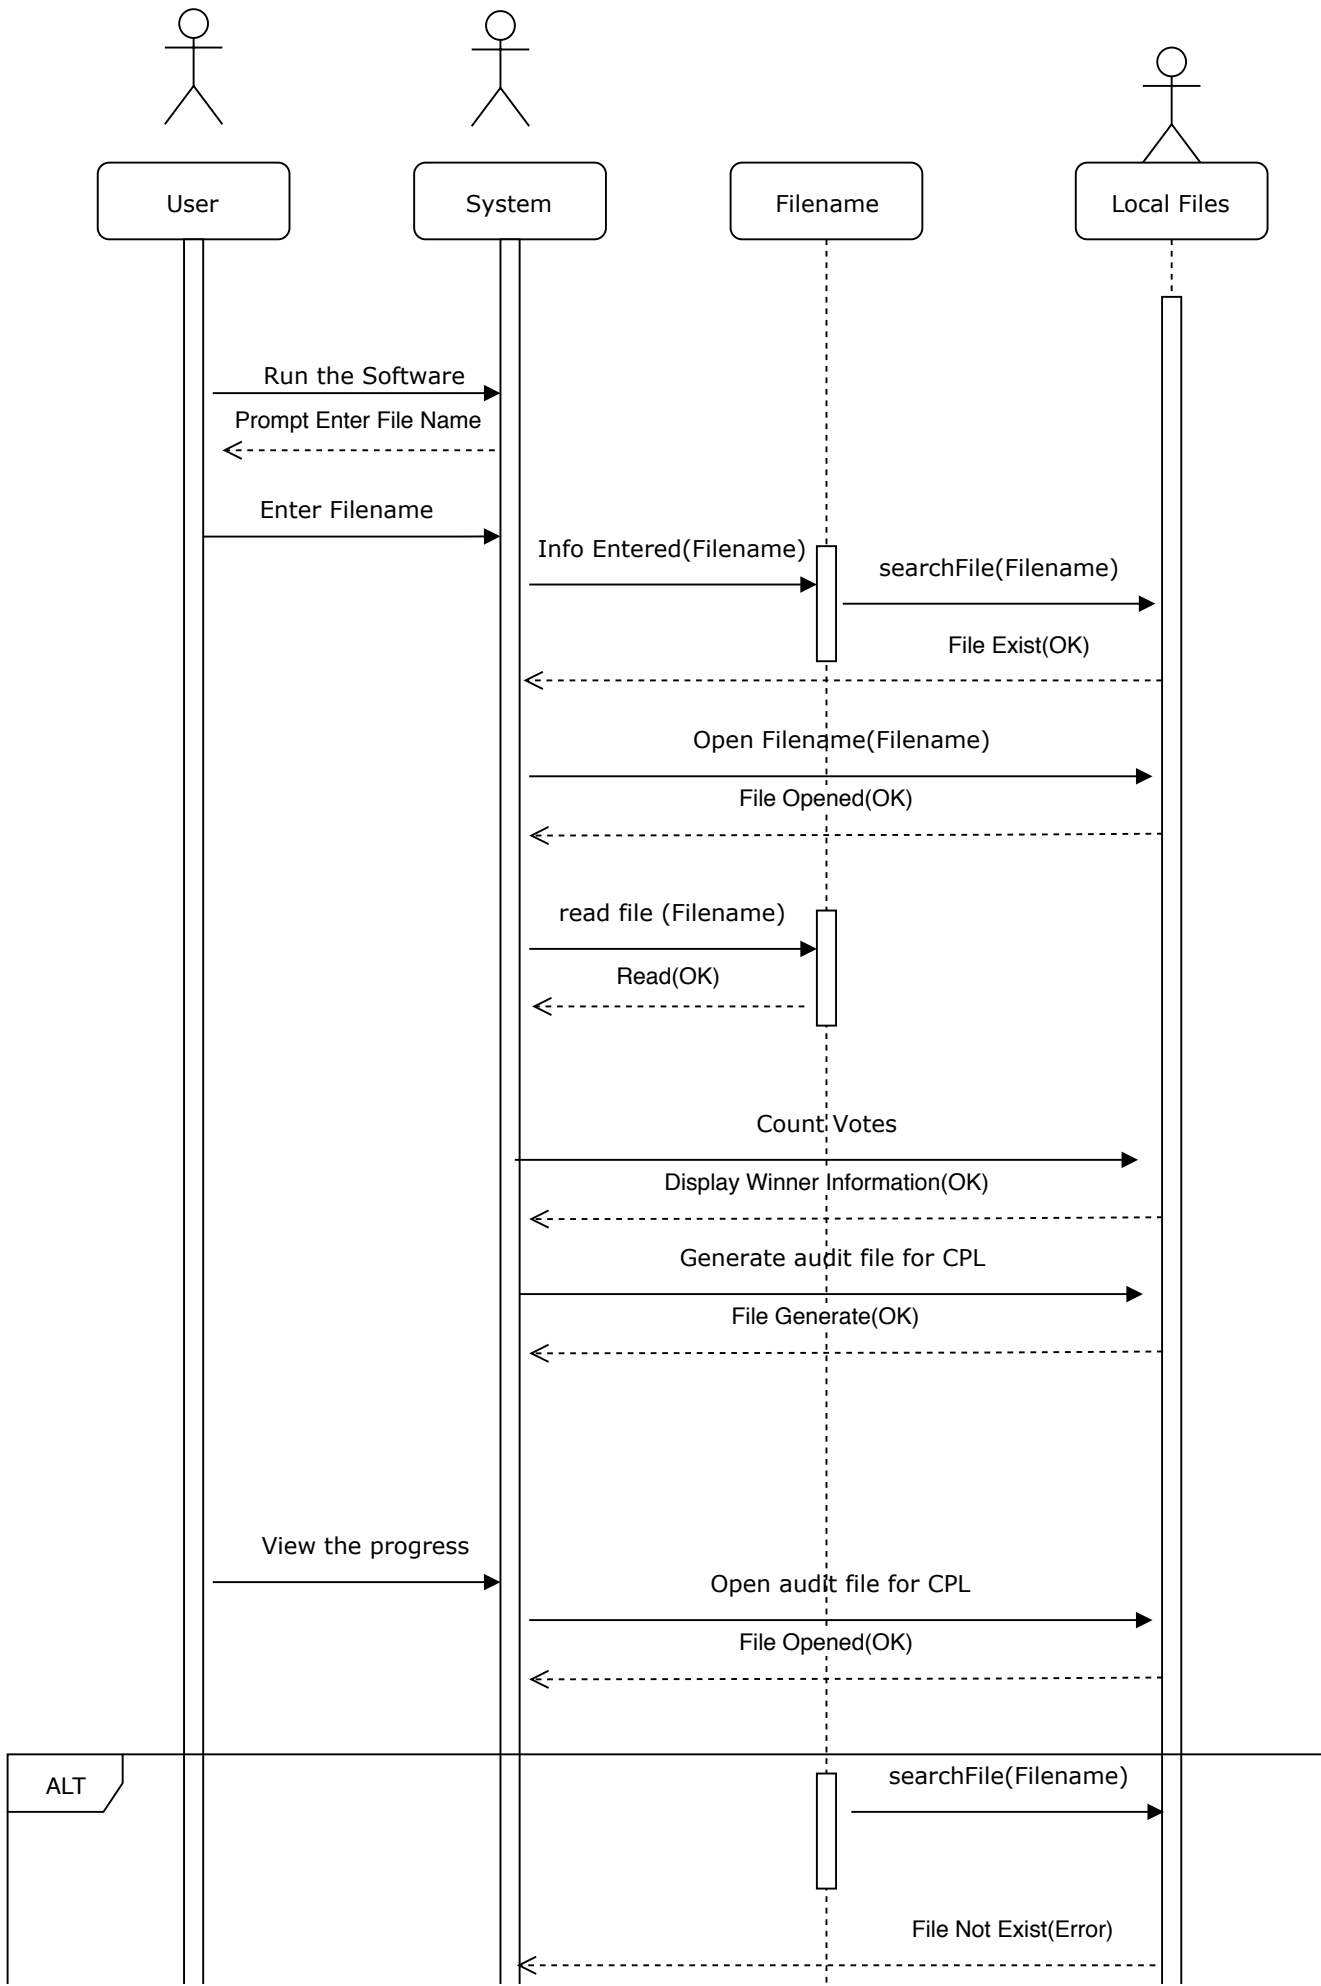 User
System
Filename
Local Files
Run the Software
Prompt Enter File Name
Enter Filename
Info Entered(Filename)
searchFile(Filename)
File Exist(OK)
Open Filename(Filename)
File Opened(OK)
read file (Filename)
Read(OK)
Count Votes
Display Winner Information(OK)
Generate audit file for CPL
File Generate(OK)
View the progress
Open audit file for CPL
File Opened(OK)
ALT
searchFile(Filename)
File Not Exist(Error)